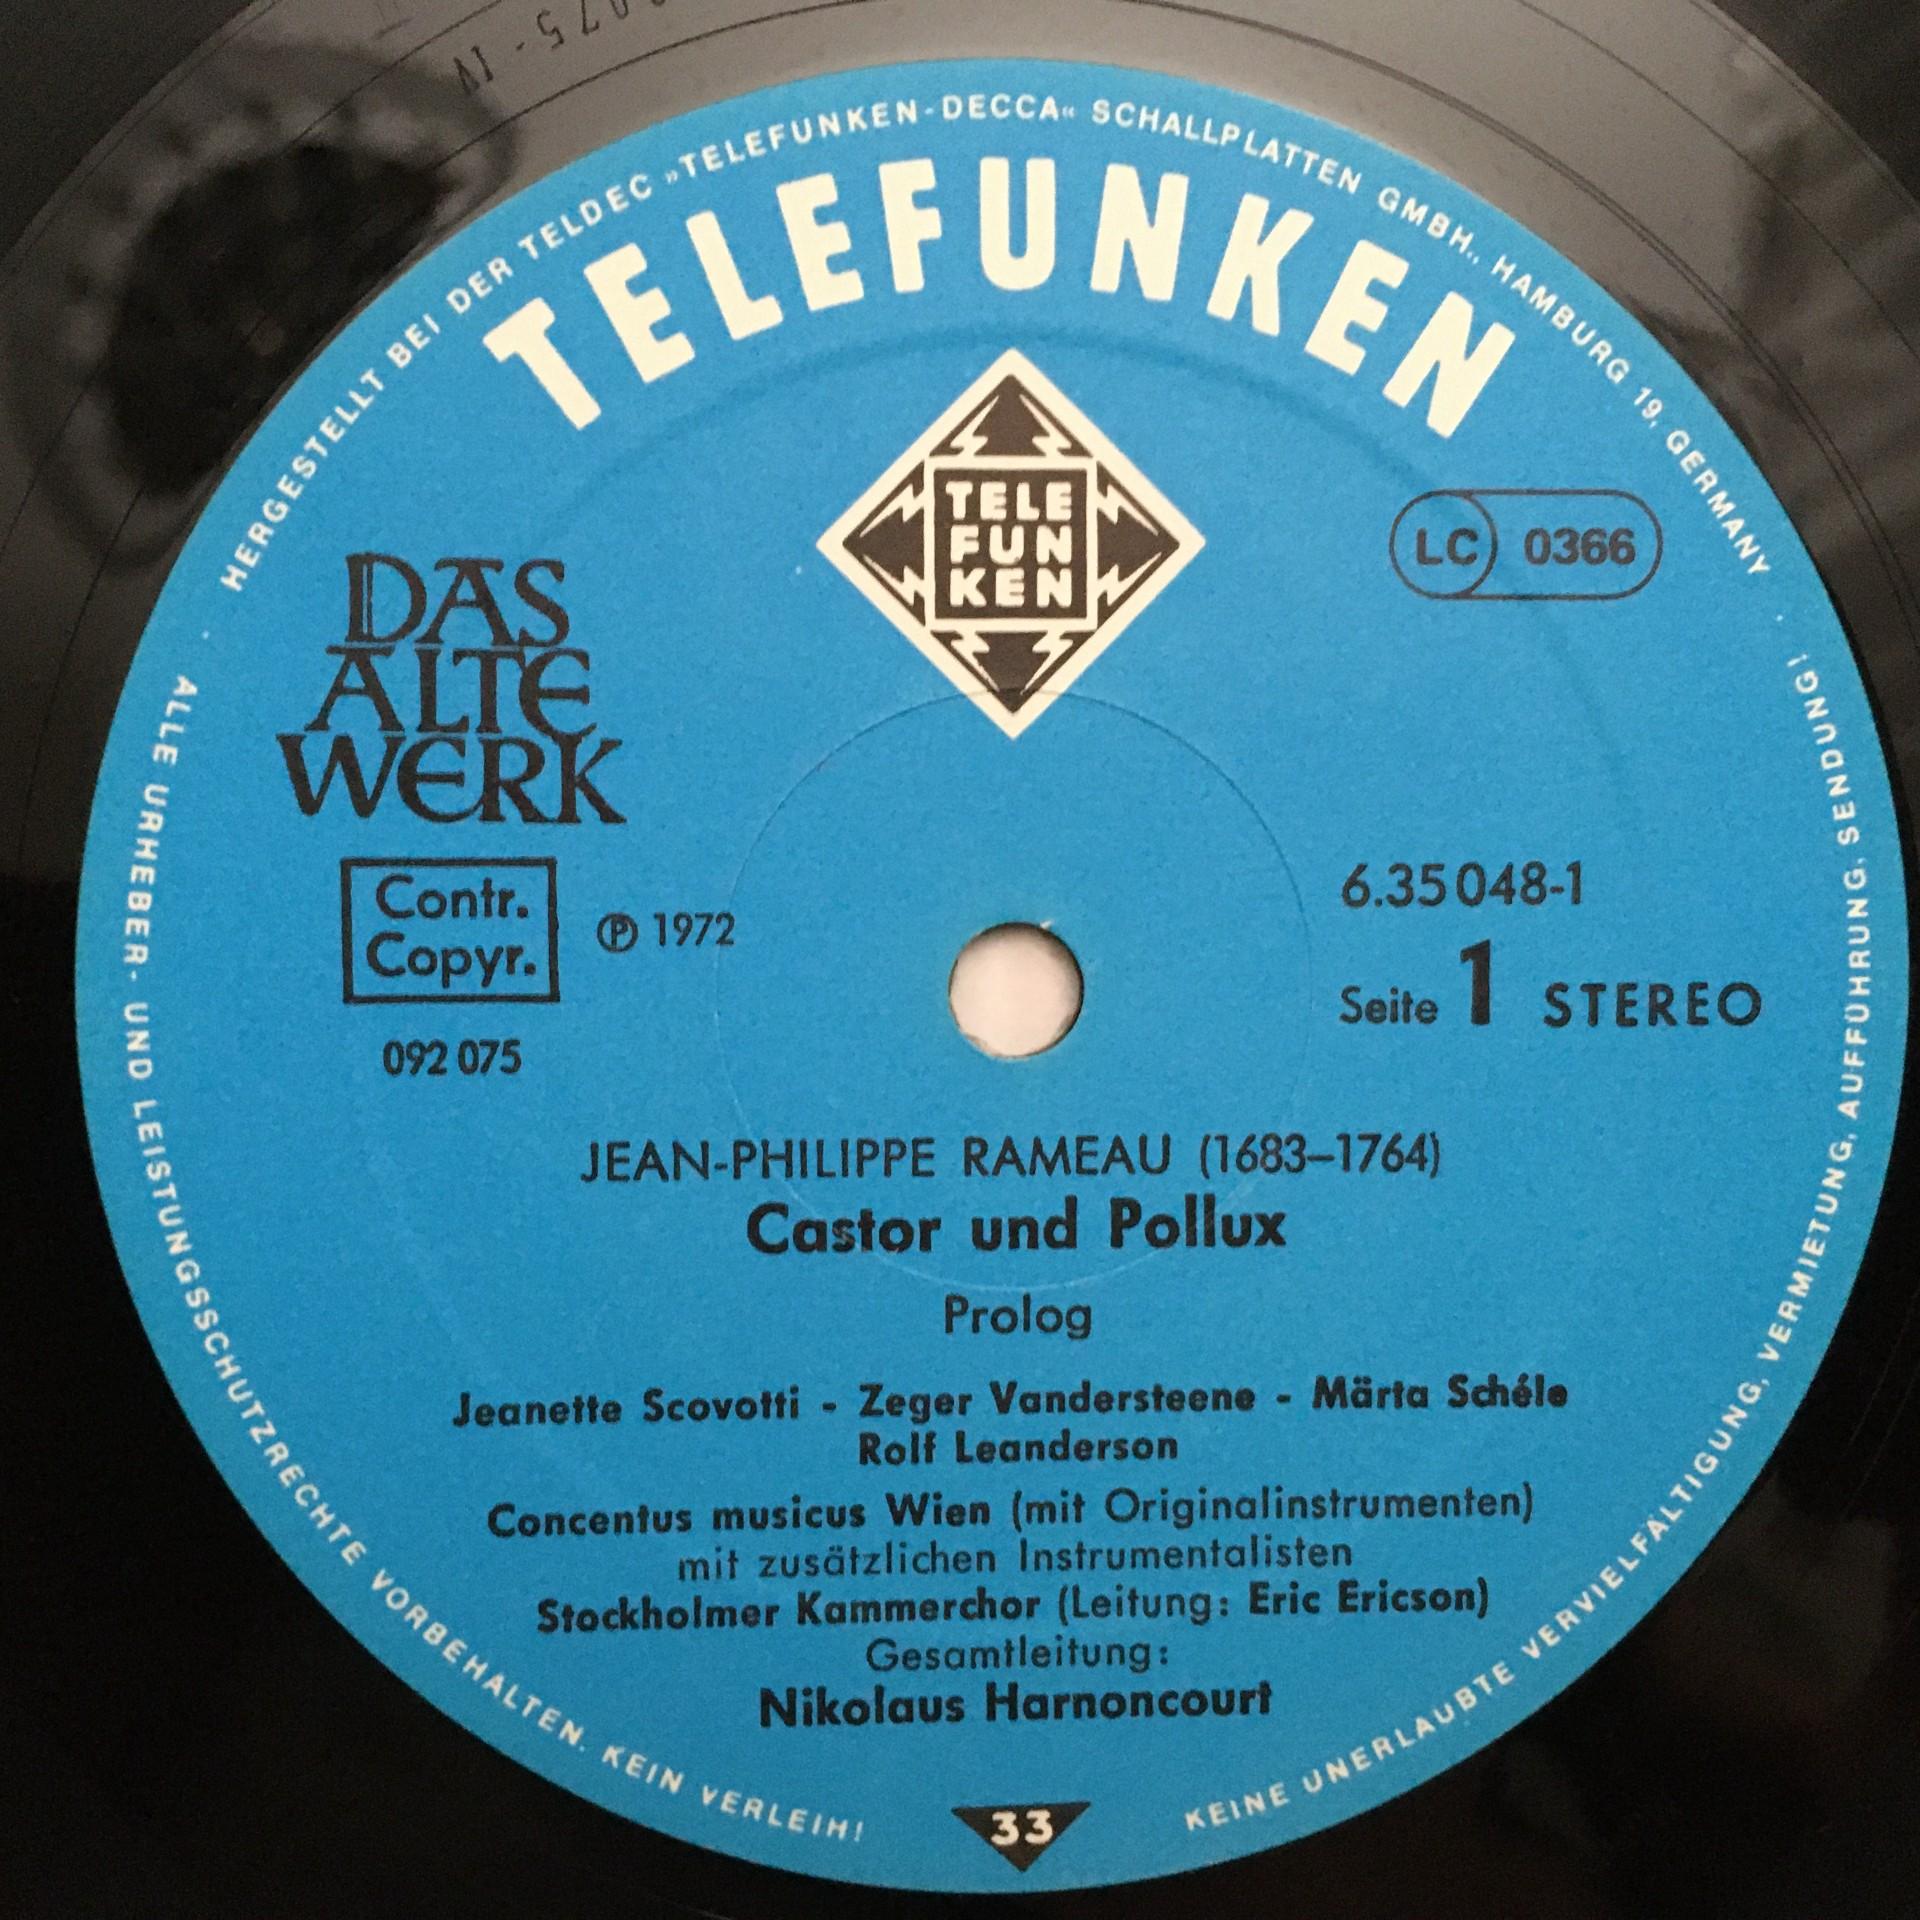 HERGESTELLT BEI DER TELDEC »TELEFUNKEN-DECCA« SCHALLPLATTEN GMBH., HAMBURG 19, GERMANY
TELEFUNKEN
TELE
FUN
KEN
LC 0366
DAS
ALTE
WERK
Contr.
Copyr.
℗ 1972
092 075
6.35 048-1
Seite 1 STEREO
JEAN-PHILIPPE RAMEAU (1683–1764)
Castor und Pollux
Prolog
Jeanette Scovotti - Zeger Vandersteene - Märta Schéle
Rolf Leanderson
Concentus musicus Wien (mit Originalinstrumenten)
mit zusätzlichen Instrumentalisten
Stockholmer Kammerchor (Leitung: Eric Ericson)
Gesamtleitung:
Nikolaus Harnoncourt
33
ALLE URHEBER- UND LEISTUNGSSCHUTZRECHTE VORBEHALTEN. KEIN VERLEIH!
KEINE UNERLAUBTE VERVIELFÄLTIGUNG, VERMIETUNG, AUFFÜHRUNG, SENDUNG!